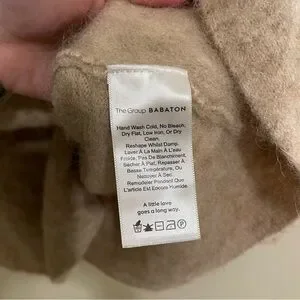 The Group BABATON
Hand Wash Cold, No Bleach,
Dry Flat, Low Iron, Or Dry
Clean.
Reshape Whilst Damp.
Laver À La Main À L'eau
Froide, Pas De Blanchiment,
Sécher À Plat, Repasser À
Basse Température, Ou
Nettoyer À Sec.
Remodeler Pendant Que
L'article Est Encore Humide
A little love
goes a long way.